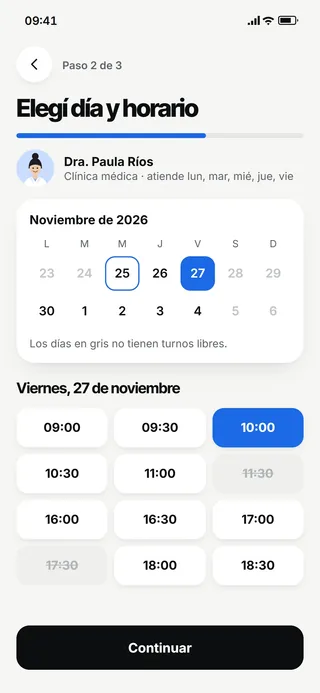 09:41
Paso 2 de 3
Elegí día y horario
Dra. Paula Ríos
Clínica médica · atiende lun, mar, mié, jue, vie
Noviembre de 2026
L M M J V S D
23 24 25 26 27 28 29
30 1 2 3 4 5 6
Los días en gris no tienen turnos libres.
Viernes, 27 de noviembre
09:00 09:30 10:00
10:30 11:00 11:30
16:00 16:30 17:00
17:30 18:00 18:30
Continuar